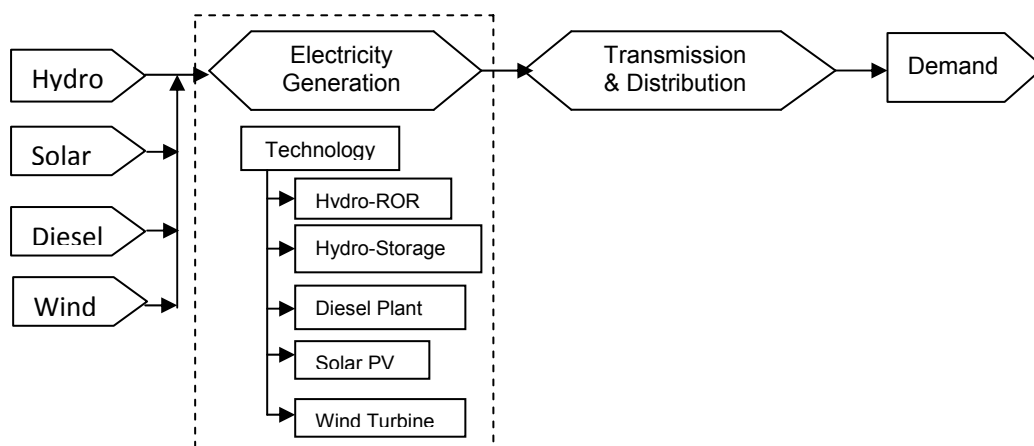 Hydro
Solar
Diesel
Wind
Electricity
Generation
Technology
Hvdro-ROR
Hydro-Storage
Diesel Plant
Solar PV
Wind Turbine
Transmission
& Distribution
Demand